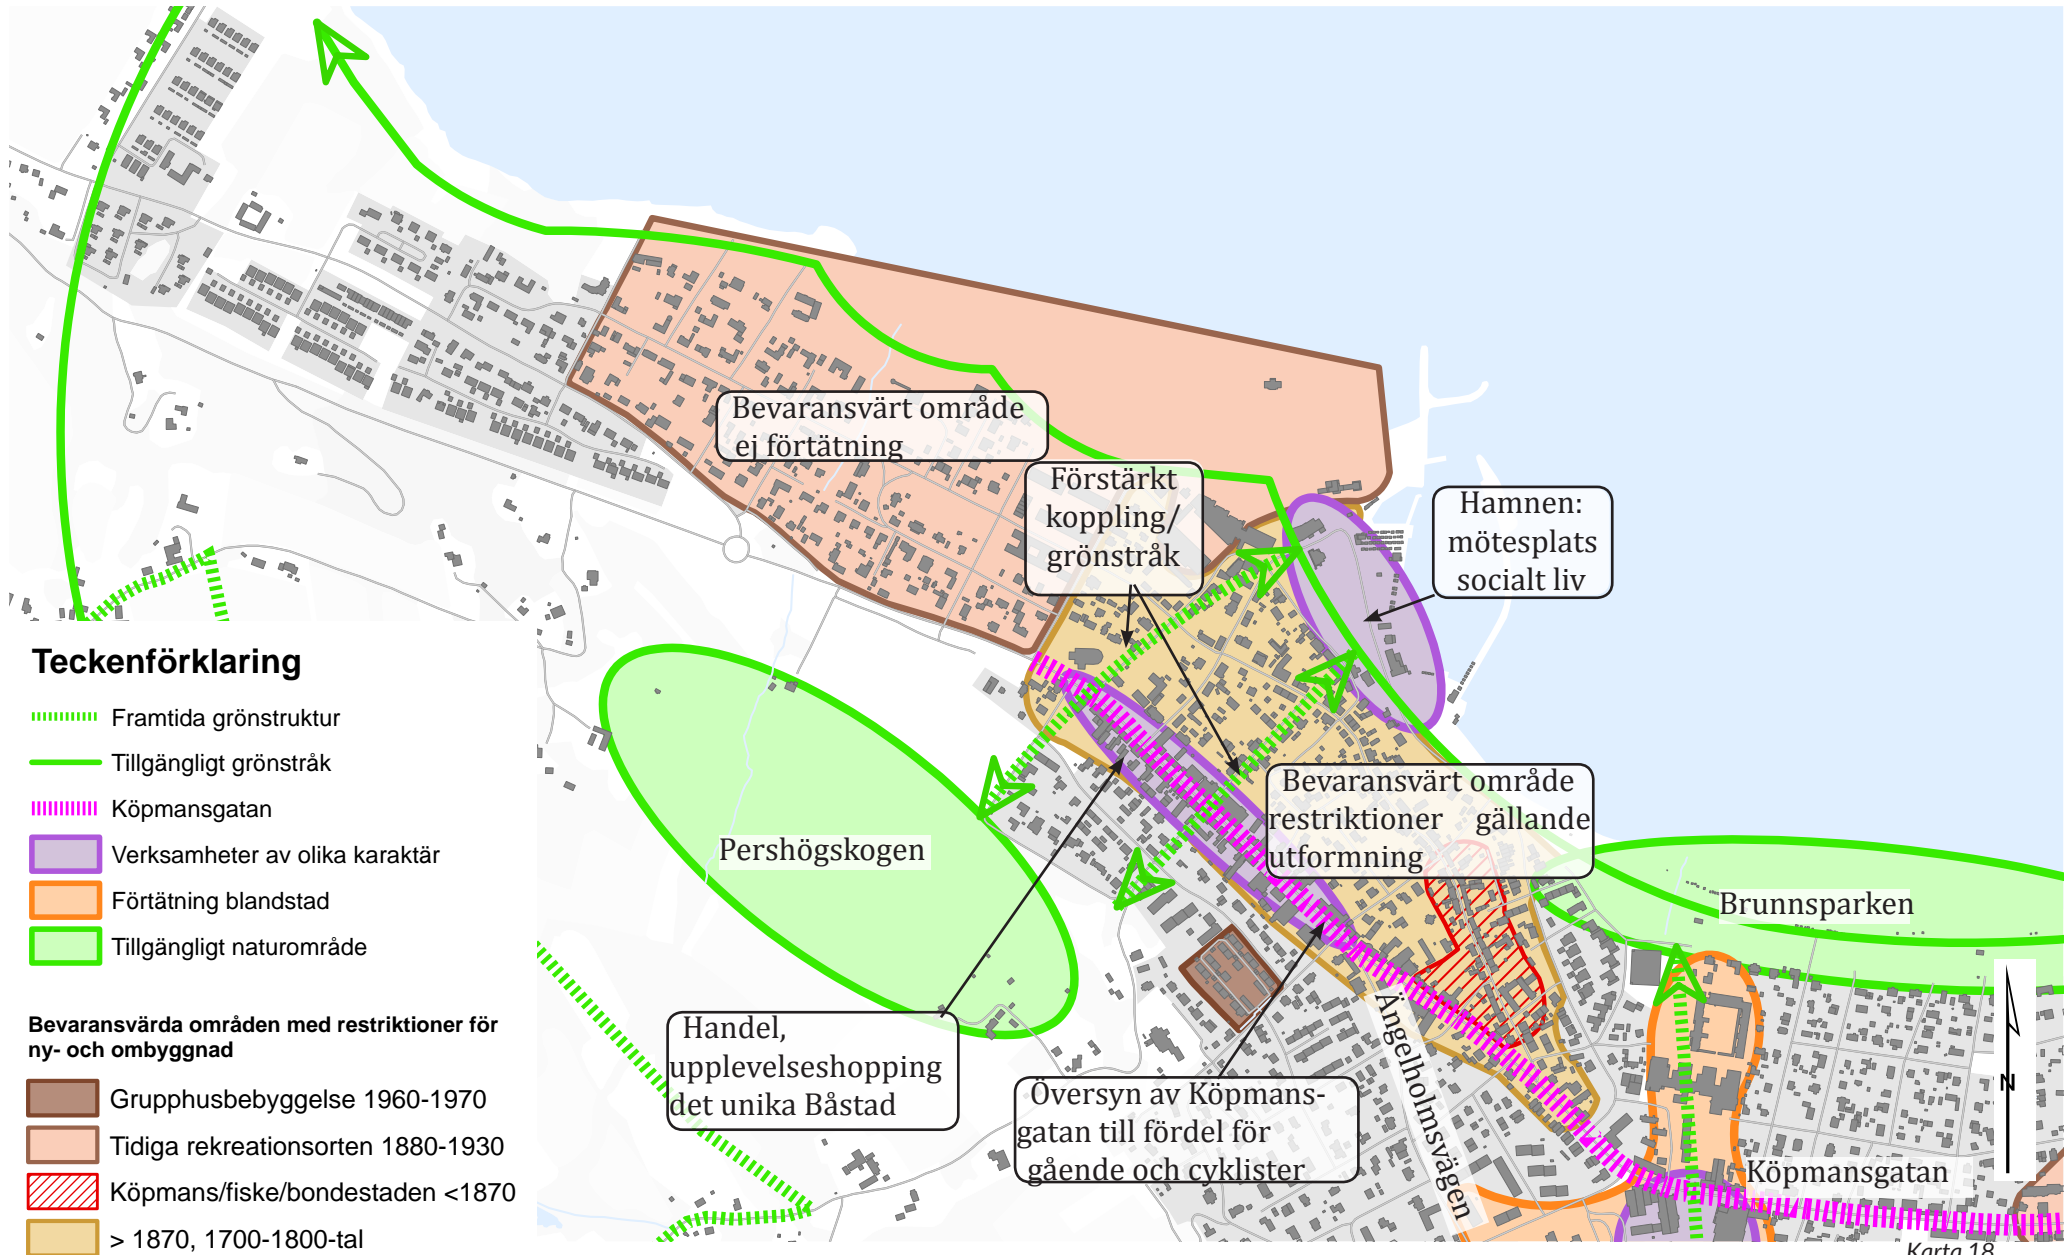 Bevaransvärt område
ej förtätning
Förstärkt
koppling/
grönstråk
Hamnen:
mötesplats
socialt liv
Bevaransvärt område
restriktioner gällande
utformning
Pershögskogen
Brunnsparken
Handel,
upplevelseshopping
det unika Båstad
Översyn av Köpmans-
gatan till fördel för
gående och cyklister
Ängelholmsvägen
Köpmansgatan
N
Karta 18
Teckenförklaring
Framtida grönstruktur
Tillgängligt grönstråk
Köpmansgatan
Verksamheter av olika karaktär
Förtätning blandstad
Tillgängligt naturområde
Bevaransvärda områden med restriktioner för
ny- och ombyggnad
Grupphusbebyggelse 1960-1970
Tidiga rekreationsorten 1880-1930
Köpmans/fiske/bondestaden <1870
> 1870, 1700-1800-tal